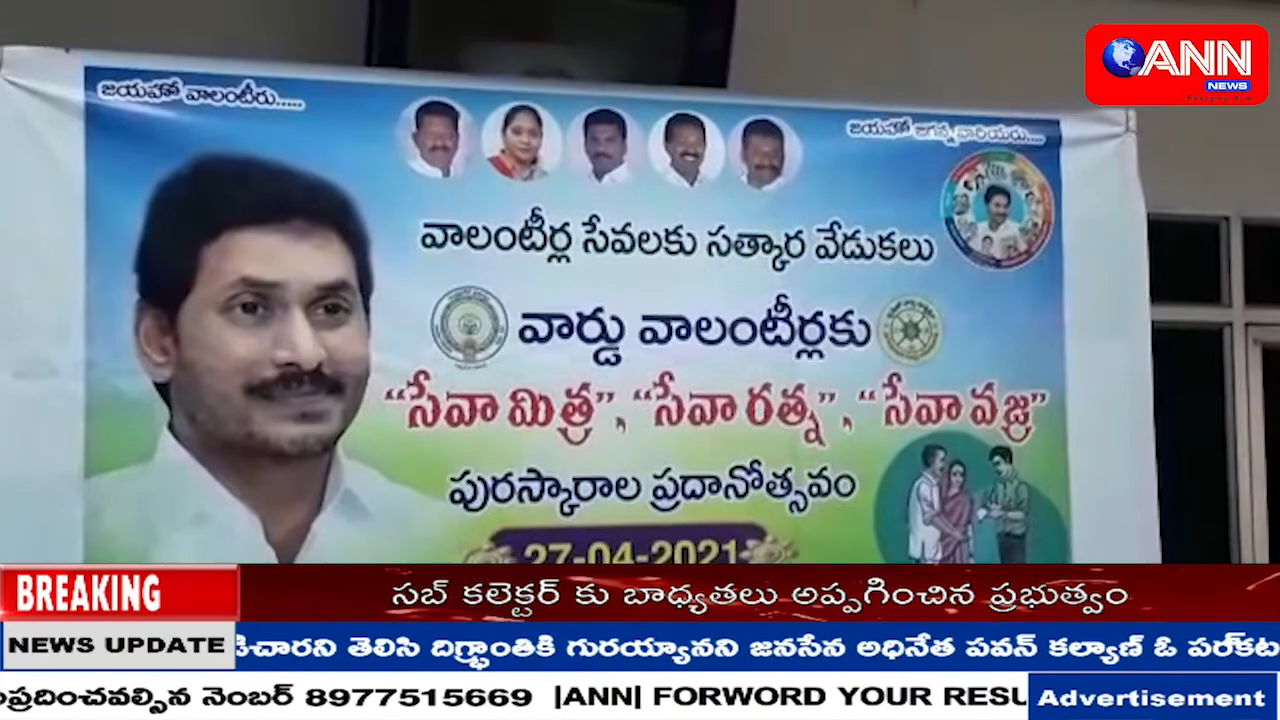 ANN
NEWS
జయహో వాలంటీరు.....
జయహో జగనన్న వారియరు....
వాలంటీర్ల సేవలకు సత్కార వేడుకలు
వార్డు వాలంటీర్లకు
“సేవా మిత్ర”, “సేవా రత్న”, “సేవా వజ్ర”
పురస్కారాల ప్రదానోత్సవం
27-04-2021
BREAKING
సబ్ కలెక్టర్ కు బాధ్యతలు అప్పగించిన ప్రభుత్వం
NEWS UPDATE
కిచారని తెలిసి దిగ్భ్రాంతికి గురయ్యానని జనసేన అధినేత పవన్ కల్యాణ్ ఓ పరకట
ంప్రదించవల్సిన నెంబర్ 8977515669 |ANN| FORWORD YOUR RESU
Advertisement